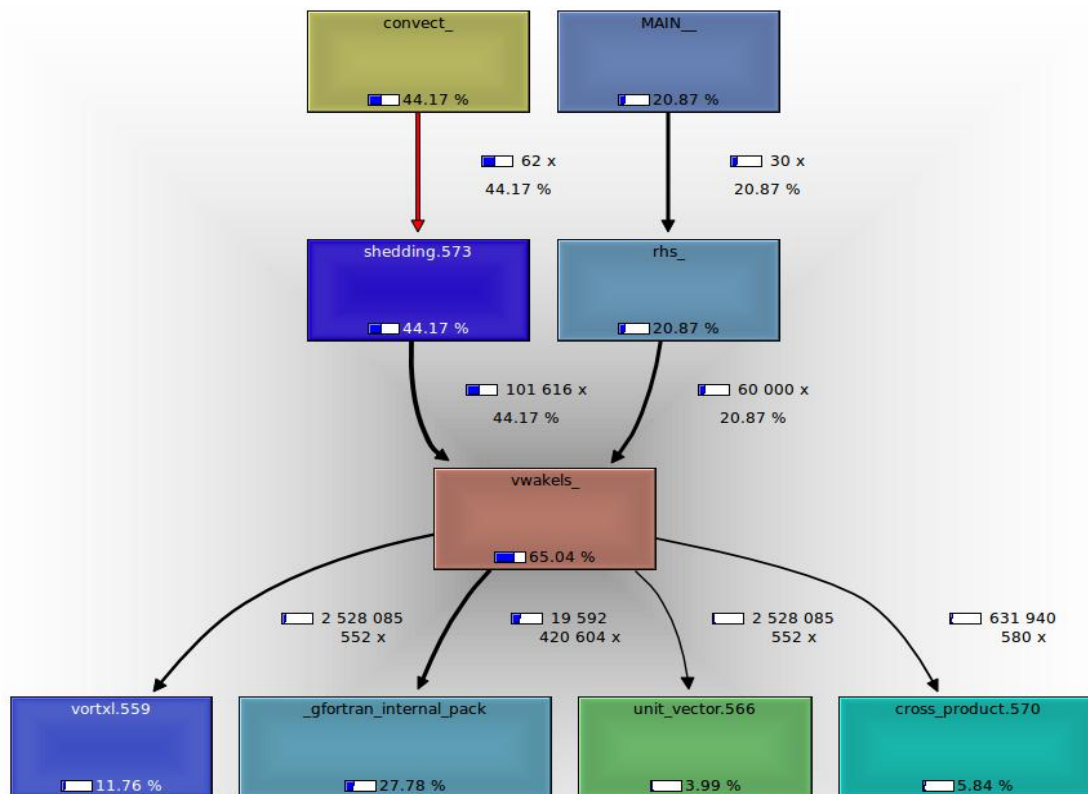 convect_
MAIN__
44.17 %
20.87 %
62 x
44.17 %
30 x
20.87 %
shedding.573
rhs_
44.17 %
20.87 %
101 616 x
44.17 %
60 000 x
20.87 %
vwakels_
65.04 %
2 528 085
552 x
19 592
420 604 x
2 528 085
552 x
631 940
580 x
vortxl.559
_gfortran_internal_pack
unit_vector.566
cross_product.570
11.76 %
27.78 %
3.99 %
5.84 %